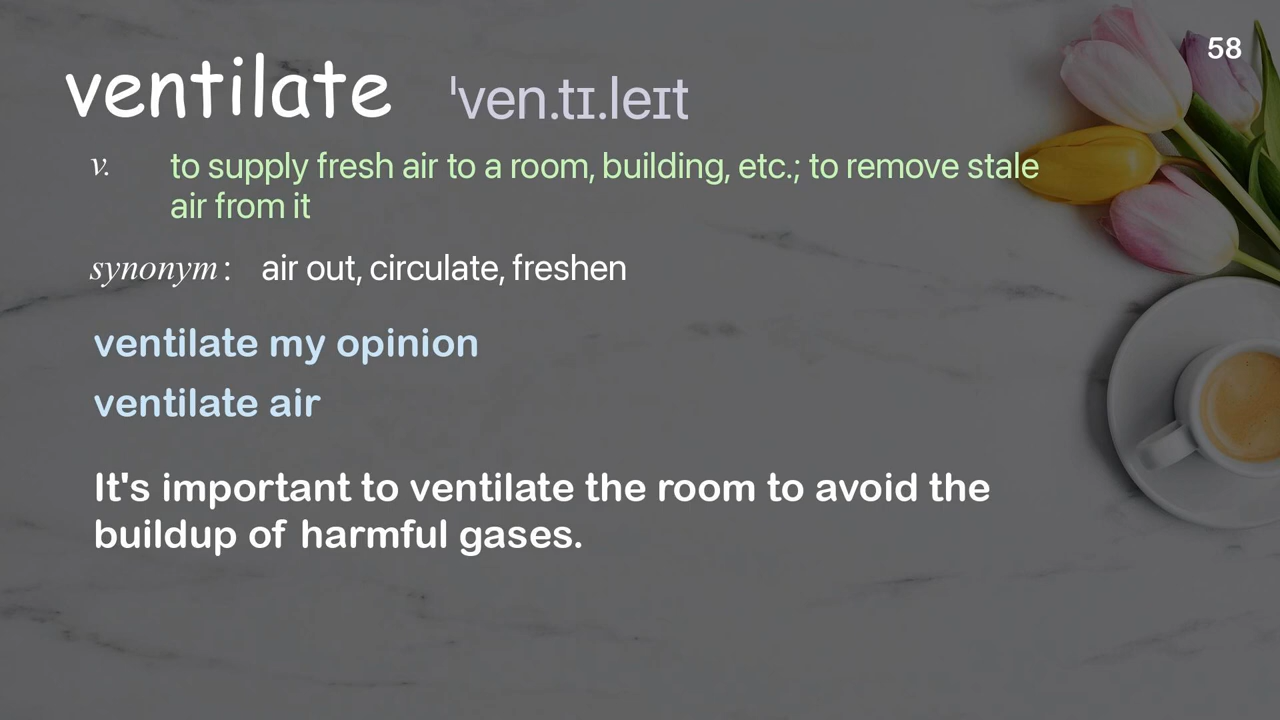 58
ventilate ˈven.tɪ.leɪt
v. to supply fresh air to a room, building, etc.; to remove stale
air from it
synonym : air out, circulate, freshen
ventilate my opinion
ventilate air
It's important to ventilate the room to avoid the
buildup of harmful gases.